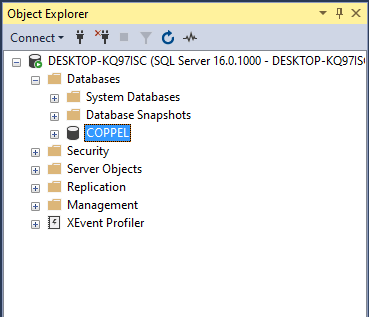 Object Explorer
Connect
DESKTOP-KQ97ISC (SQL Server 16.0.1000 - DESKTOP-KQ97IS
Databases
System Databases
Database Snapshots
COPPEL
Security
Server Objects
Replication
Management
XEvent Profiler